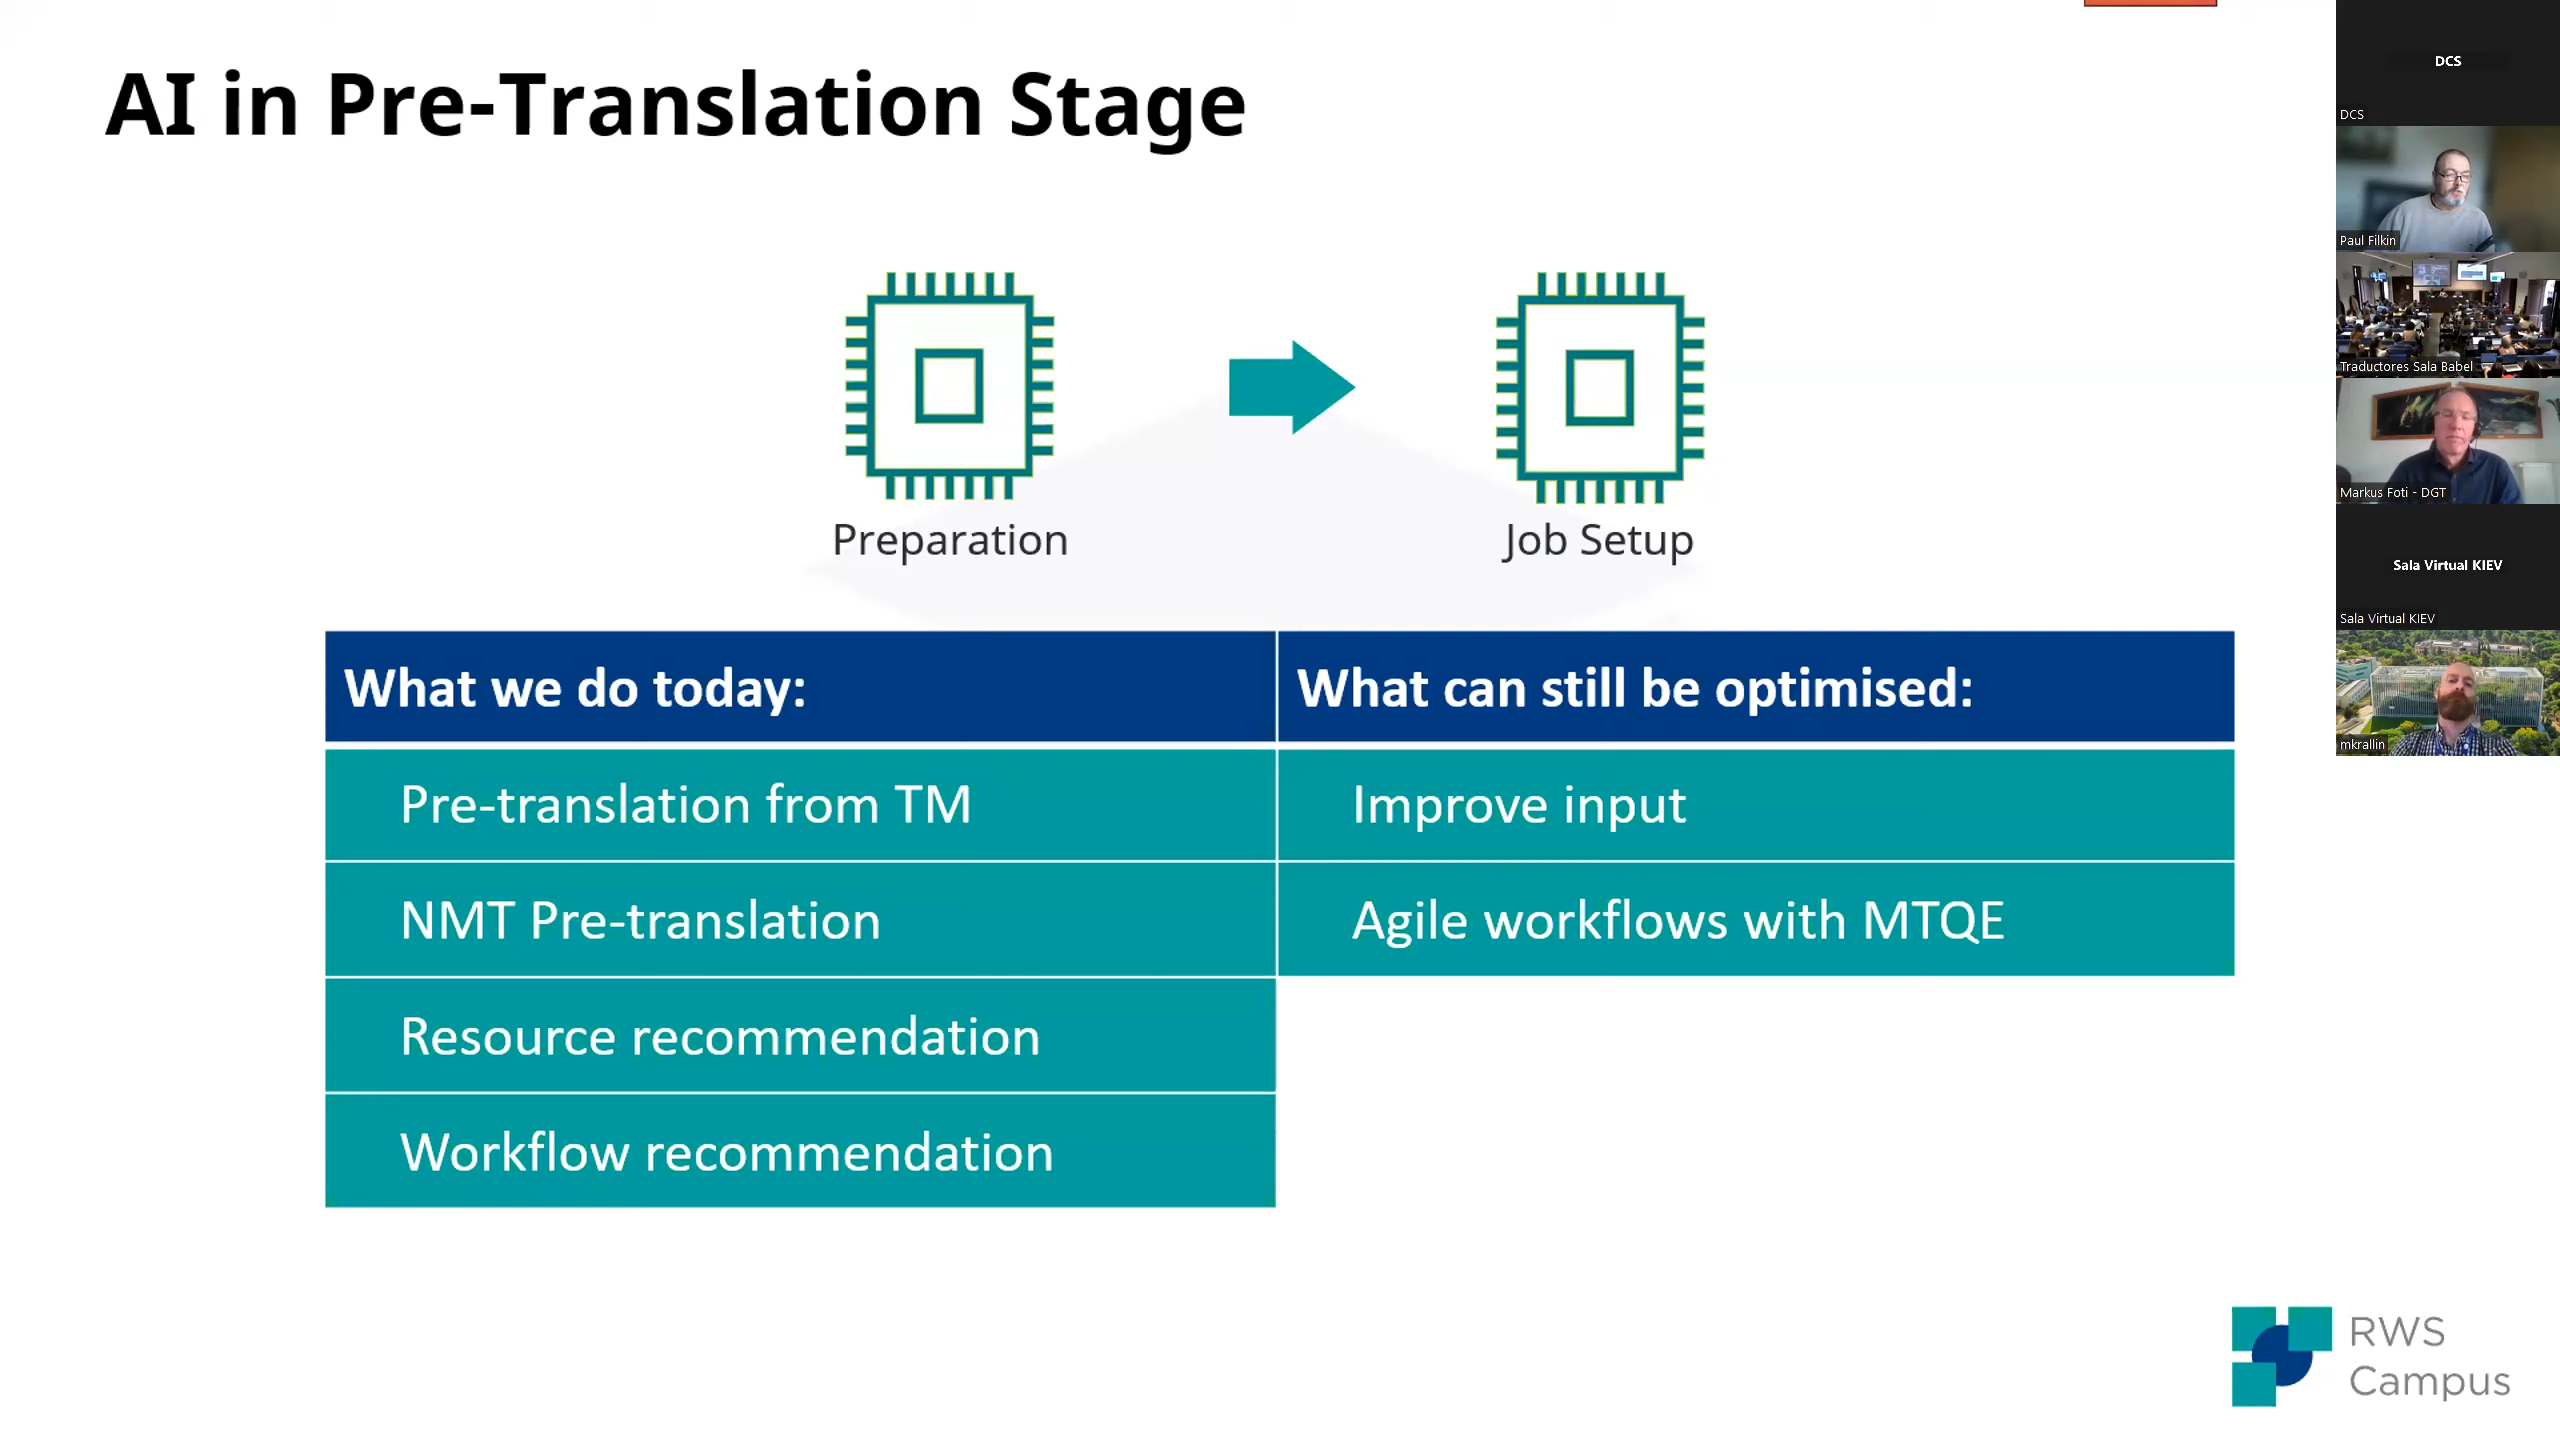 AI in Pre-Translation Stage
Preparation
Job Setup
What we do today:
What can still be optimised:
Pre-translation from TM
Improve input
NMT Pre-translation
Agile workflows with MTQE
Resource recommendation
Workflow recommendation
RWS
Campus
DCS
DCS
Paul Filkin
Traductores Sala Babel
Markus Foti - DGT
Sala Virtual KIEV
Sala Virtual KIEV
mkrallin